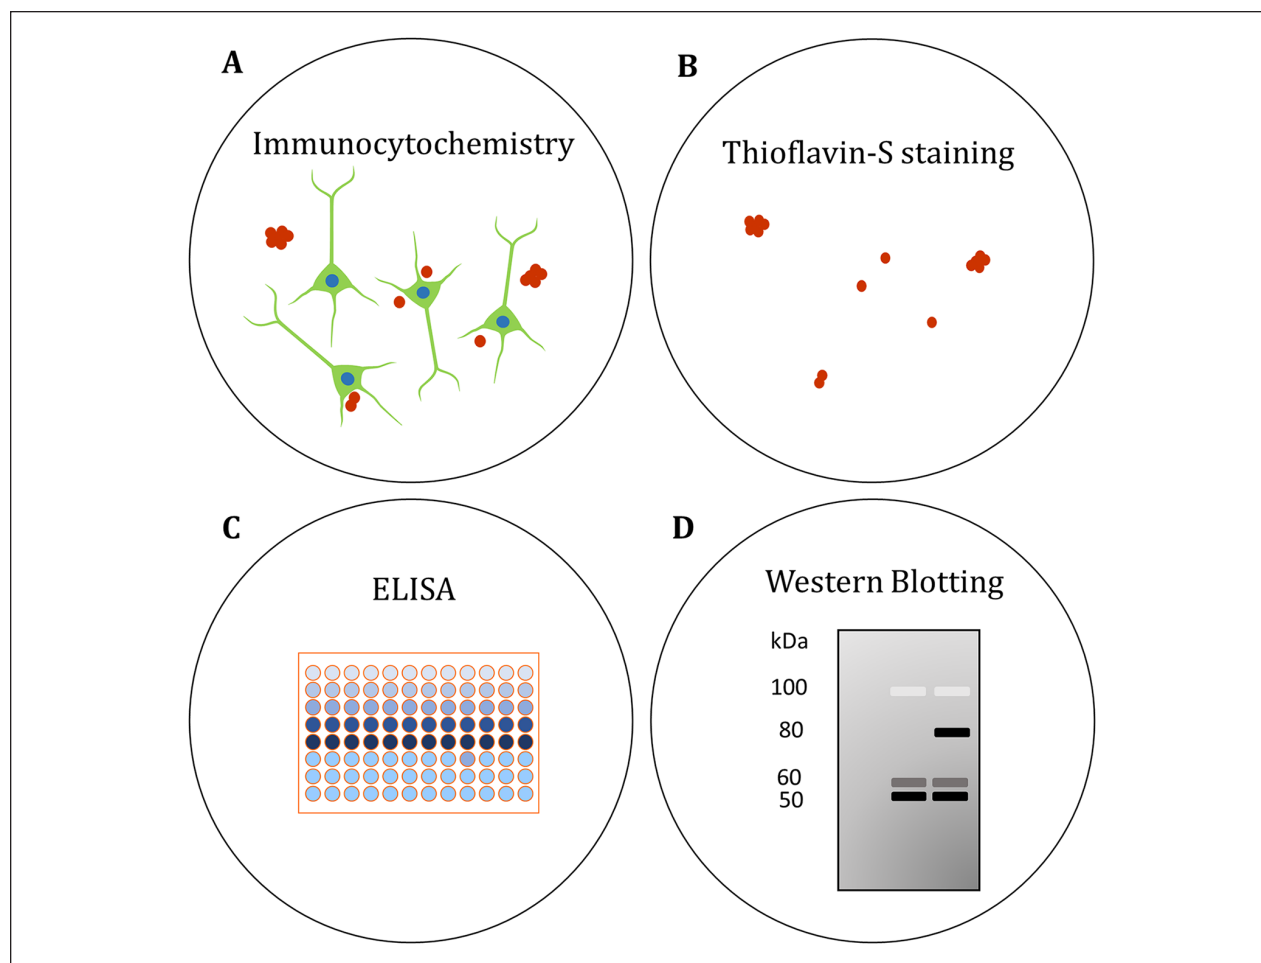 A
Immunocytochemistry
B
Thioflavin-S staining
C
ELISA
D
Western Blotting
kDa
100
80
60
50